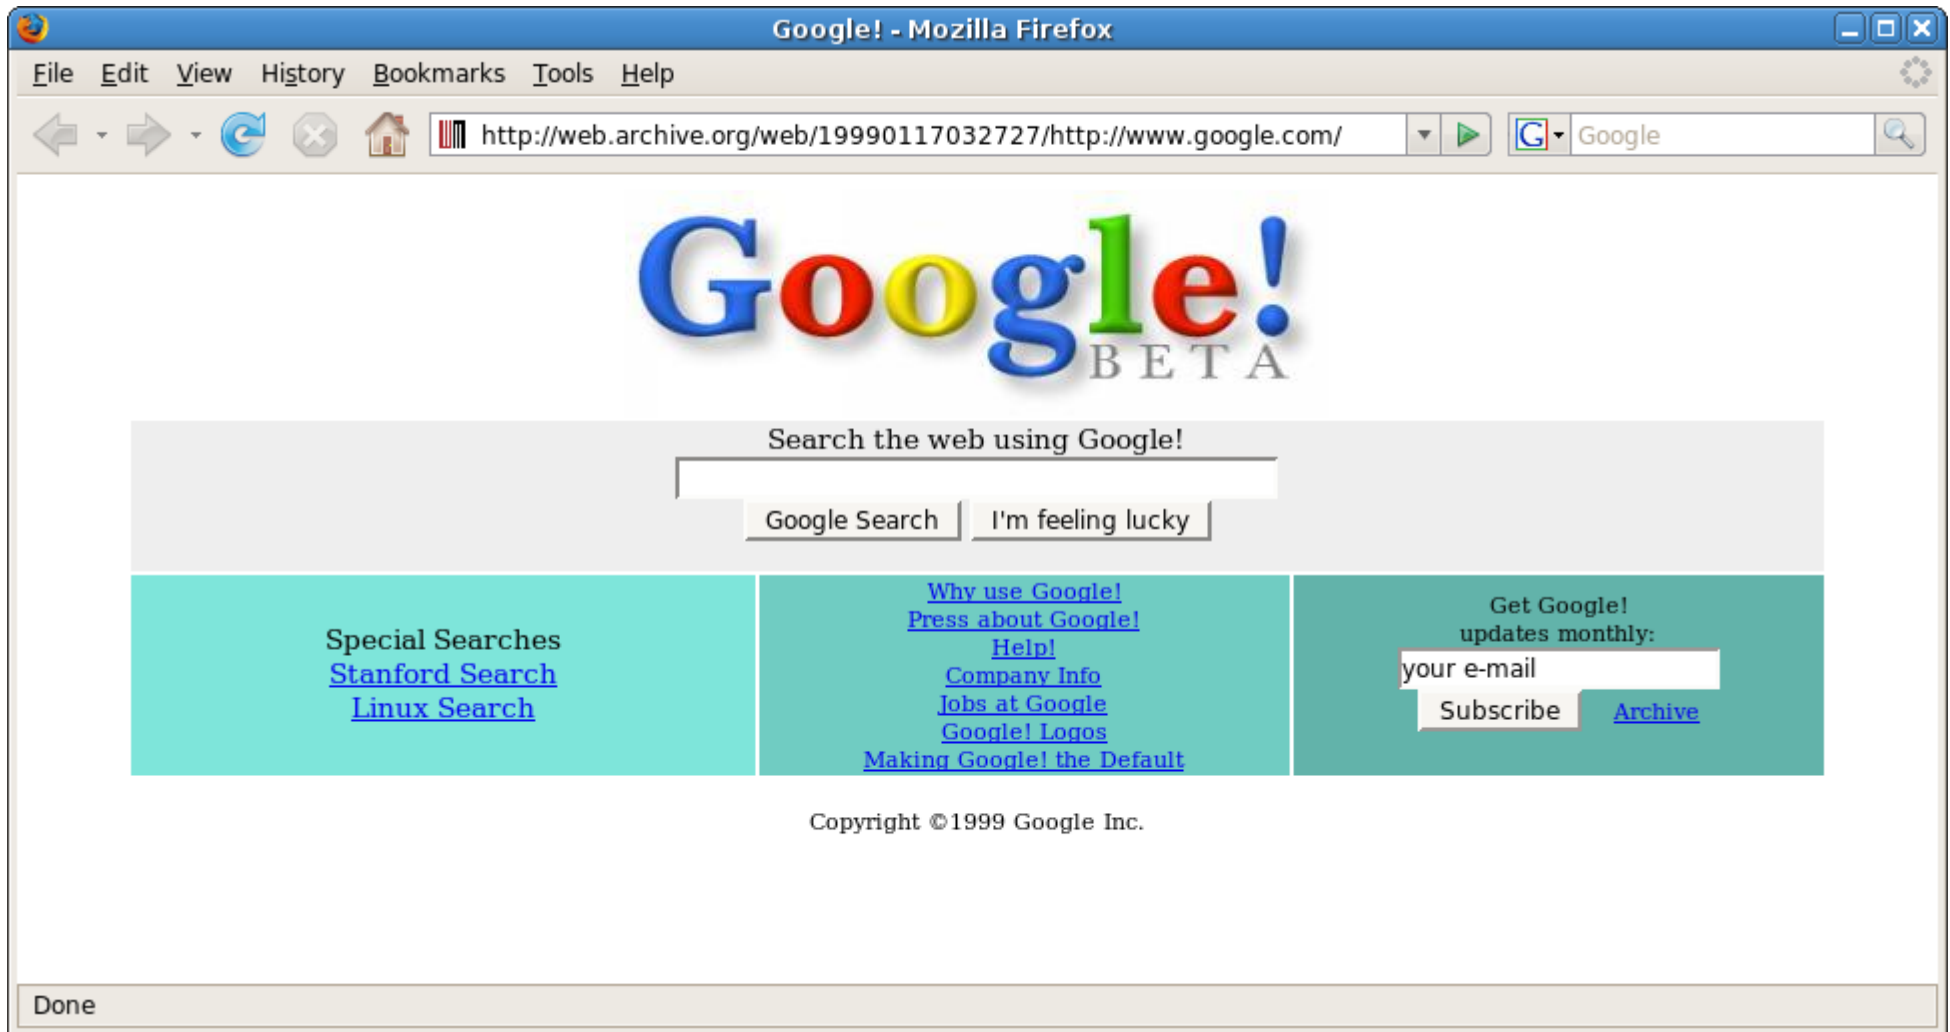 Google! - Mozilla Firefox
File Edit View History Bookmarks Tools Help
http://web.archive.org/web/19990117032727/http://www.google.com/
G Google
Google!
BETA
Search the web using Google!
Google Search I'm feeling lucky
Special Searches
Stanford Search
Linux Search
Why use Google!
Press about Google!
Help!
Company Info
Jobs at Google
Google! Logos
Making Google! the Default
Get Google!
updates monthly:
your e-mail
Subscribe Archive
Copyright ©1999 Google Inc.
Done